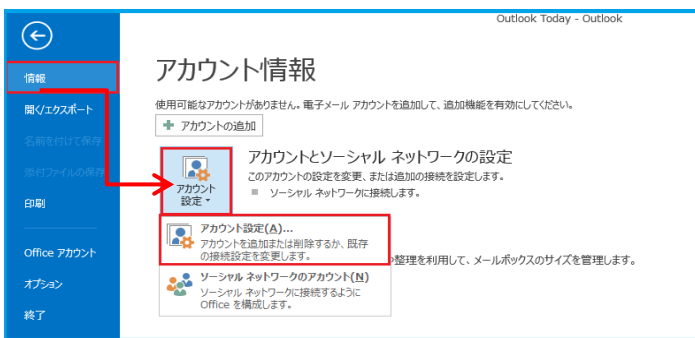 Outlook Today - Outlook
情報
開く/エクスポート
名前を付けて保存
添付ファイルの保存
印刷
Office アカウント
オプション
終了
アカウント情報
使用可能なアカウントがありません。電子メール アカウントを追加して、追加機能を有効にしてください。
アカウントの追加
アカウント
設定
アカウントとソーシャル ネットワークの設定
このアカウントの設定を変更、または追加の接続を設定します。
ソーシャル ネットワークに接続します。
アカウント設定(A)...
アカウントを追加または削除するか、既存
の接続設定を変更します。
整理を利用して、メールボックスのサイズを管理します。
ソーシャル ネットワークのアカウント(N)
ソーシャル ネットワークに接続するように
Office を構成します。